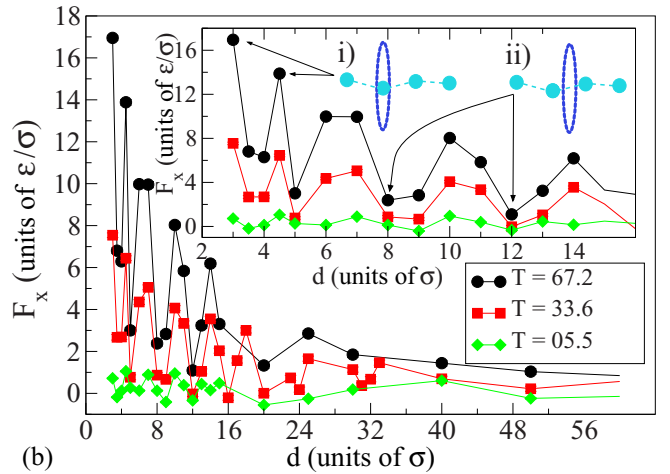 18
16
14
12
10
8
6
4
2
0
F_x (units of ε/σ)
16
12
8
4
0
F_x (units of ε/σ)
i)
ii)
2 4 6 8 10 12 14
d (units of σ)
T = 67.2
T = 33.6
T = 05.5
0 8 16 24 32 40 48 56
(b)
d (units of σ)